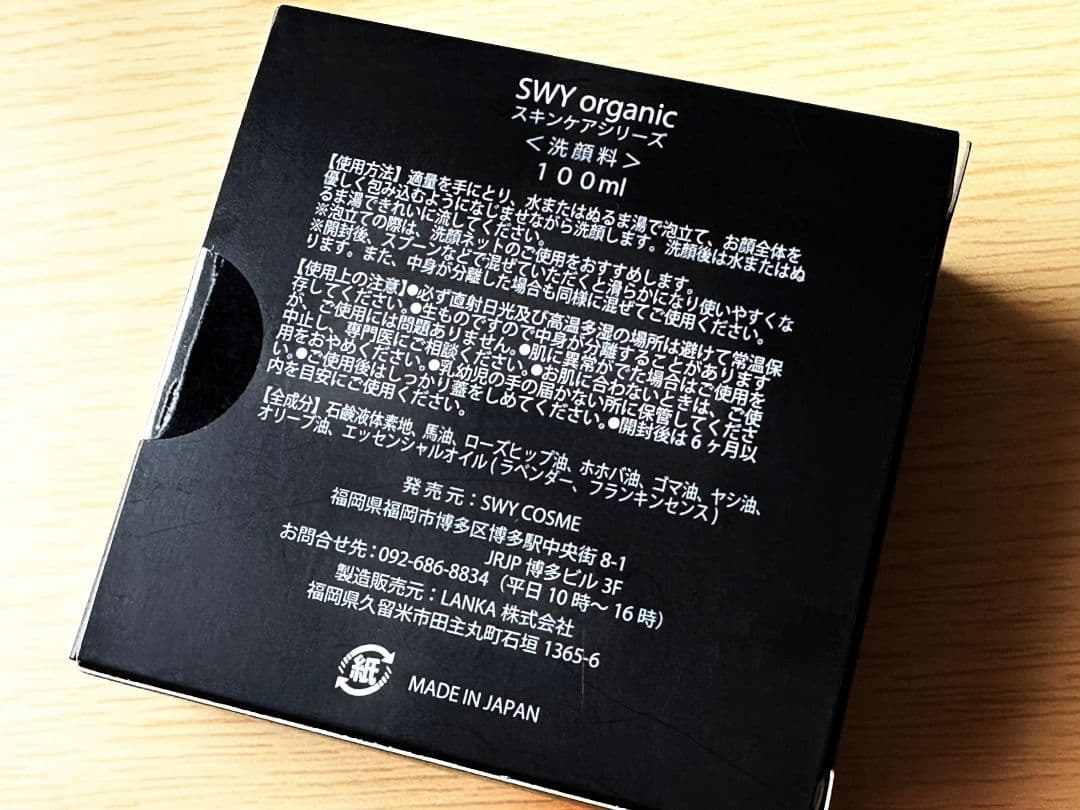 SWY organic
スキンケアシリーズ
＜洗顔料＞
１００ml
【使用方法】適量を手にとり、水またはぬるま湯で泡立て、お顔全体を
優しく包み込むようになじませながら洗顔します。洗顔後は水またはぬ
るま湯できれいに流してください。
※泡立ての際は、洗顔ネットのご使用をおすすめします。
※開封後、スプーンなどで混ぜていただくと滑らかになり使いやすくな
ります。また、中身が分離した場合も同様に混ぜてご使用ください。
【使用上の注意】●必ず直射日光及び高温多湿の場所は避けて常温保
存してください。●生ものですので中身が分離することがあります
が、ご使用には問題ありません。●肌に異常がでた場合はご使用を
中止し、専門医にご相談ください。●お肌に合わないときは、ご使
用をおやめください。●乳幼児の手の届かない所に保管してくださ
い。●ご使用後はしっかり蓋をしめてください。●開封後は６ヶ月以
内を目安にご使用ください。
【全成分】石鹸液体素地、馬油、ローズヒップ油、ホホバ油、ゴマ油、ヤシ油、
オリーブ油、エッセンシャルオイル(ラベンダー、フランキンセンス)
発売元：SWY COSME
福岡県福岡市博多区博多駅中央街 8-1
JRJP 博多ビル 3F
お問合せ先：092-686-8834（平日 10 時～ 16 時）
製造販売元：LANKA 株式会社
福岡県久留米市田主丸町石垣 1365-6
紙 MADE IN JAPAN